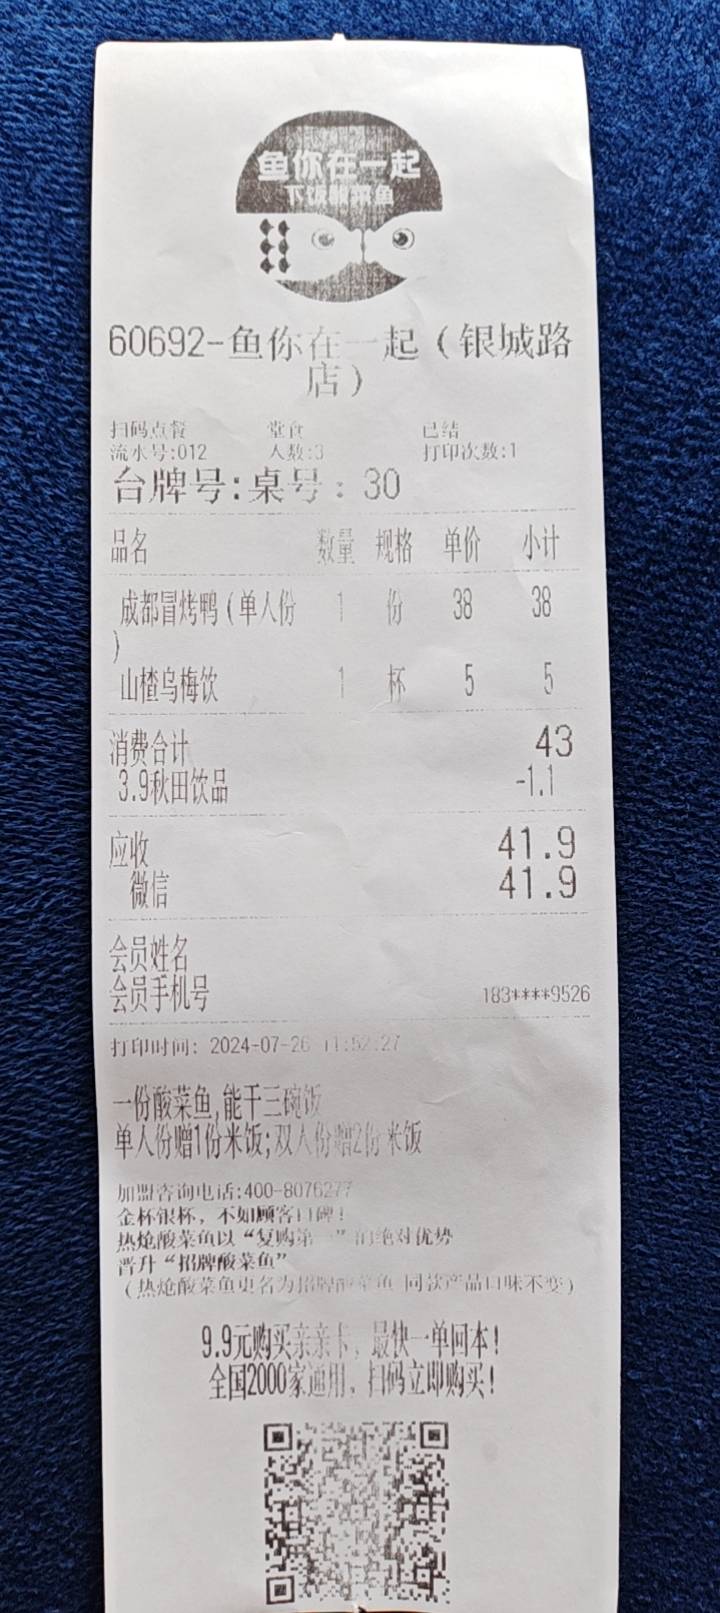 鱼你在一起
下饭酸菜鱼
60692-鱼你在一起（银城路
店）
扫码点餐 堂食 已结
流水号:012 人数:3 打印次数:1
台牌号:桌号：30
品名 数量 规格 单价 小计
成都冒烤鸭（单人份 1 份 38 38
）
山楂乌梅饮 1 杯 5 5
消费合计 43
3.9秋田饮品 -1.1
应收 41.9
微信 41.9
会员姓名
会员手机号 183****9526
打印时间: 2024-07-26 11:52:27
一份酸菜鱼,能干三碗饭
单人份赠1份米饭;双人份赠2份米饭
加盟咨询电话:400-8076277
金杯银杯，不如顾客口碑！
热炝酸菜鱼以“复购第一”的绝对优势
晋升“招牌酸菜鱼”
（热炝酸菜鱼更名为招牌酸菜鱼 同款产品口味不变）
9.9元购买亲亲卡，最快一单回本！
全国2000家通用，扫码立即购买！